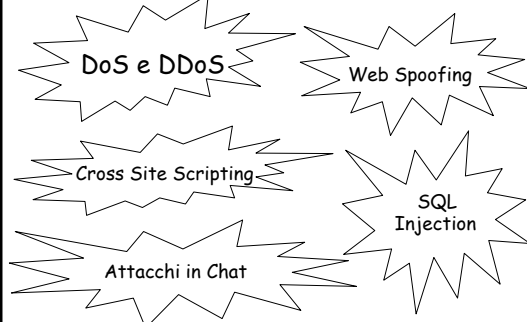 DoS e DDoS
Web Spoofing
Cross Site Scripting
SQL
Injection
Attacchi in Chat